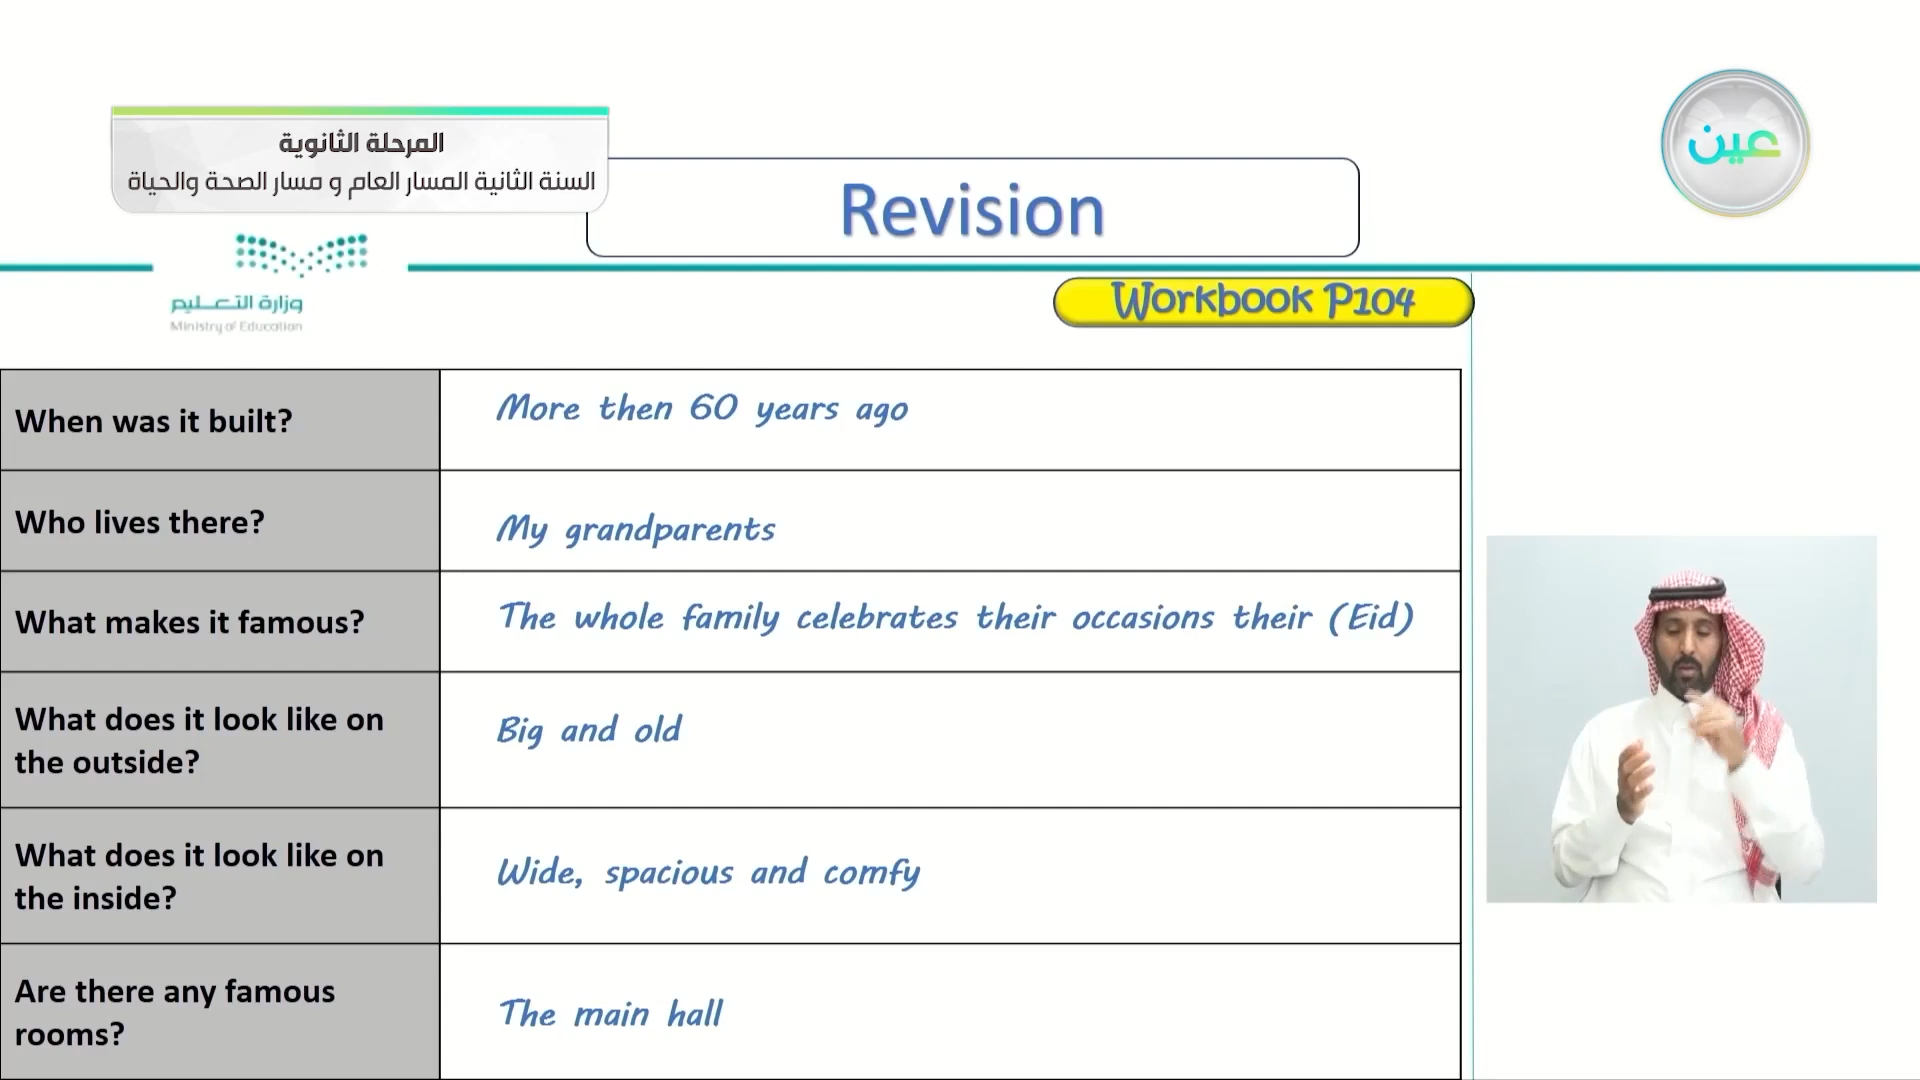 المرحلة الثانوية
السنة الثانية المسار العام و مسار الصحة والحياة
عين
Revision
وزارة التعليم
Ministry of Education
Workbook P104
When was it built?
More then 60 years ago
Who lives there?
My grandparents
What makes it famous?
The whole family celebrates their occasions their (Eid)
What does it look like on
the outside?
Big and old
What does it look like on
the inside?
Wide, spacious and comfy
Are there any famous
rooms?
The main hall